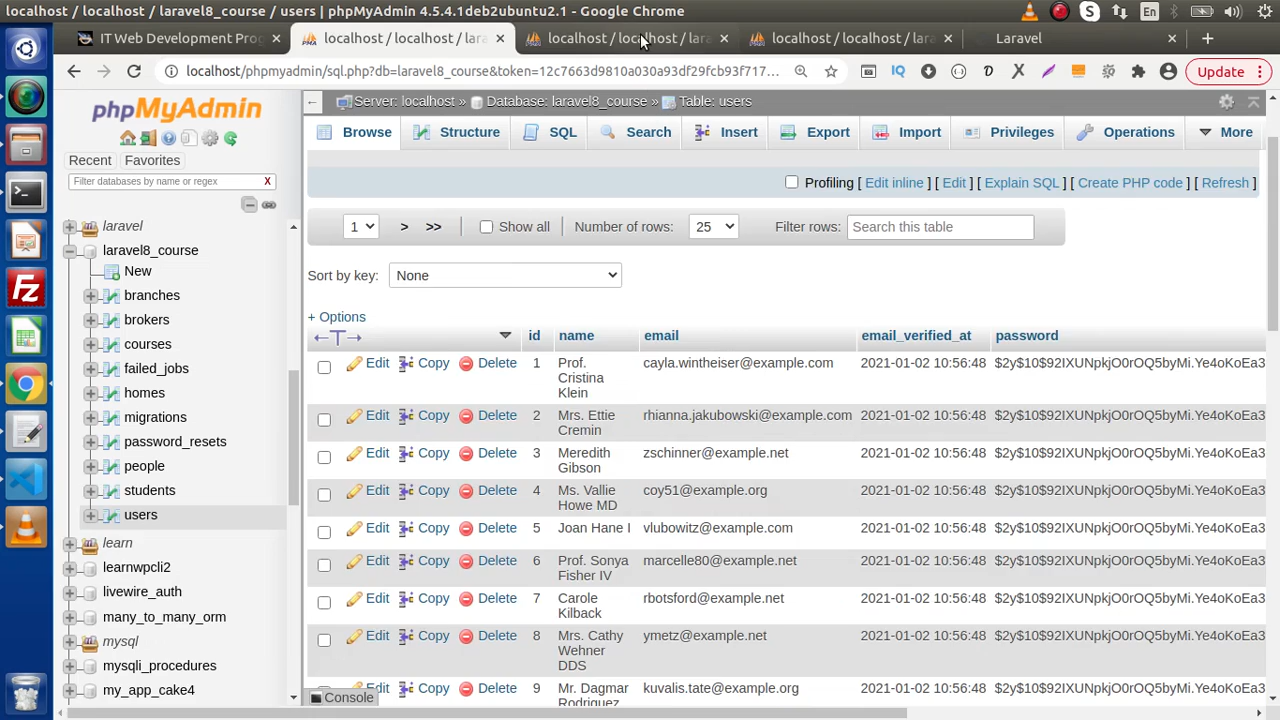 localhost / localhost / laravel8_course / users | phpMyAdmin 4.5.4.1deb2ubuntu2.1 - Google Chrome
En
IT Web Development Pro
localhost / localhost / lara
localhost / localhost / lara
localhost / localhost / lara
Laravel
localhost/phpmyadmin/sql.php?db=laravel8_course&token=12c7663d9810a030a93df29fcb93f717...
Update
phpMyAdmin
Recent
Favorites
Filter databases by name or regex
X
laravel
laravel8_course
New
branches
brokers
courses
failed_jobs
homes
migrations
password_resets
people
students
users
learn
learnwpcli2
livewire_auth
many_to_many_orm
mysql
mysqli_procedures
my_app_cake4
Server: localhost » Database: laravel8_course » Table: users
Browse Structure SQL Search Insert Export Import Privileges Operations More
Profiling [ Edit inline ] [ Edit ] [ Explain SQL ] [ Create PHP code ] [ Refresh ]
1 > >> Show all Number of rows: 25 Filter rows: Search this table
Sort by key: None
+ Options
←T→ id name email email_verified_at password
Edit Copy Delete 1 Prof. cayla.wintheiser@example.com 2021-01-02 10:56:48 $2y$10$92IXUNpkjO0rOQ5byMi.Ye4oKoEa3
Cristina
Klein
Edit Copy Delete 2 Mrs. Ettie rhianna.jakubowski@example.com 2021-01-02 10:56:48 $2y$10$92IXUNpkjO0rOQ5byMi.Ye4oKoEa3
Cremin
Edit Copy Delete 3 Meredith zschinner@example.net 2021-01-02 10:56:48 $2y$10$92IXUNpkjO0rOQ5byMi.Ye4oKoEa3
Gibson
Edit Copy Delete 4 Ms. Vallie coy51@example.org 2021-01-02 10:56:48 $2y$10$92IXUNpkjO0rOQ5byMi.Ye4oKoEa3
Howe MD
Edit Copy Delete 5 Joan Hane I vlubowitz@example.com 2021-01-02 10:56:48 $2y$10$92IXUNpkjO0rOQ5byMi.Ye4oKoEa3
Edit Copy Delete 6 Prof. Sonya marcelle80@example.net 2021-01-02 10:56:48 $2y$10$92IXUNpkjO0rOQ5byMi.Ye4oKoEa3
Fisher IV
Edit Copy Delete 7 Carole rbotsford@example.net 2021-01-02 10:56:48 $2y$10$92IXUNpkjO0rOQ5byMi.Ye4oKoEa3
Kilback
Edit Copy Delete 8 Mrs. Cathy ymetz@example.net 2021-01-02 10:56:48 $2y$10$92IXUNpkjO0rOQ5byMi.Ye4oKoEa3
Wehner
DDS
Edit Copy Delete 9 Mr. Dagmar kuvalis.tate@example.org 2021-01-02 10:56:48 $2y$10$92IXUNpkjO0rOQ5byMi.Ye4oKoEa3
Rodriguez
Console